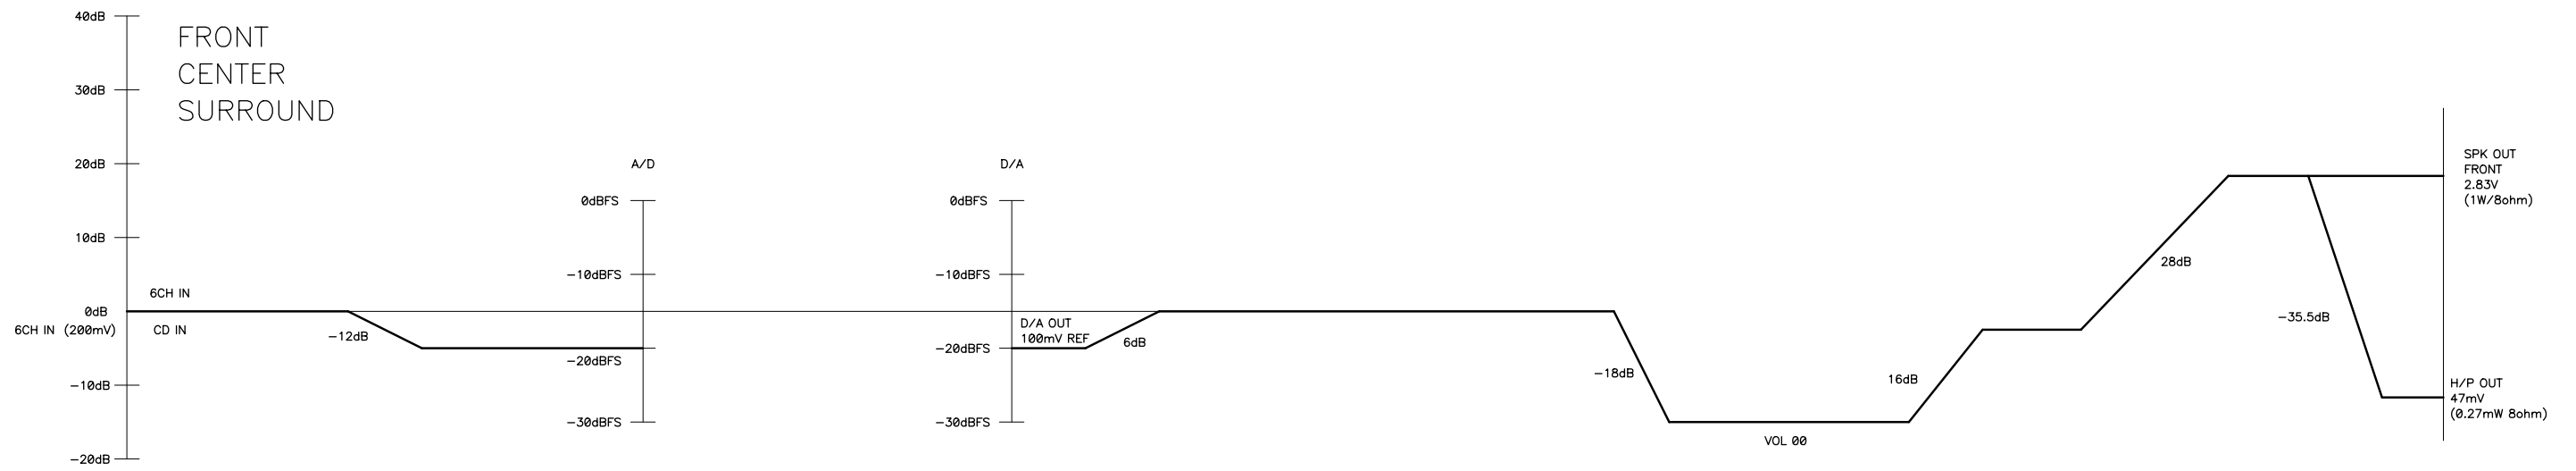 40dB
FRONT
CENTER
SURROUND
30dB
20dB
10dB
0dB
6CH IN (200mV)
-10dB
-20dB
6CH IN
CD IN
-12dB
A/D
0dBFS
-10dBFS
-20dBFS
-30dBFS
D/A
0dBFS
-10dBFS
-20dBFS
-30dBFS
D/A OUT
100mV REF
6dB
-18dB
VOL 00
16dB
28dB
-35.5dB
SPK OUT
FRONT
2.83V
(1W/8ohm)
H/P OUT
47mV
(0.27mW 8ohm)